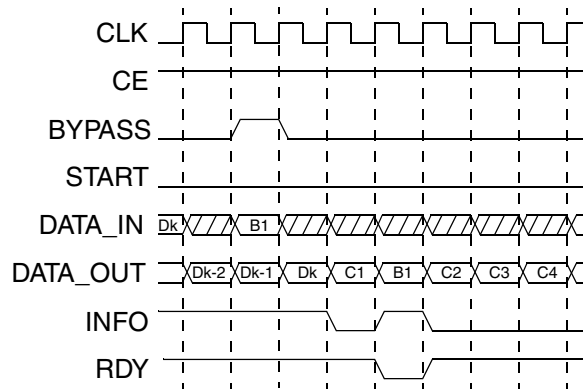 CLK
CE
BYPASS
START
DATA_IN Dk B1
DATA_OUT Dk-2 Dk-1 Dk C1 B1 C2 C3 C4
INFO
RDY